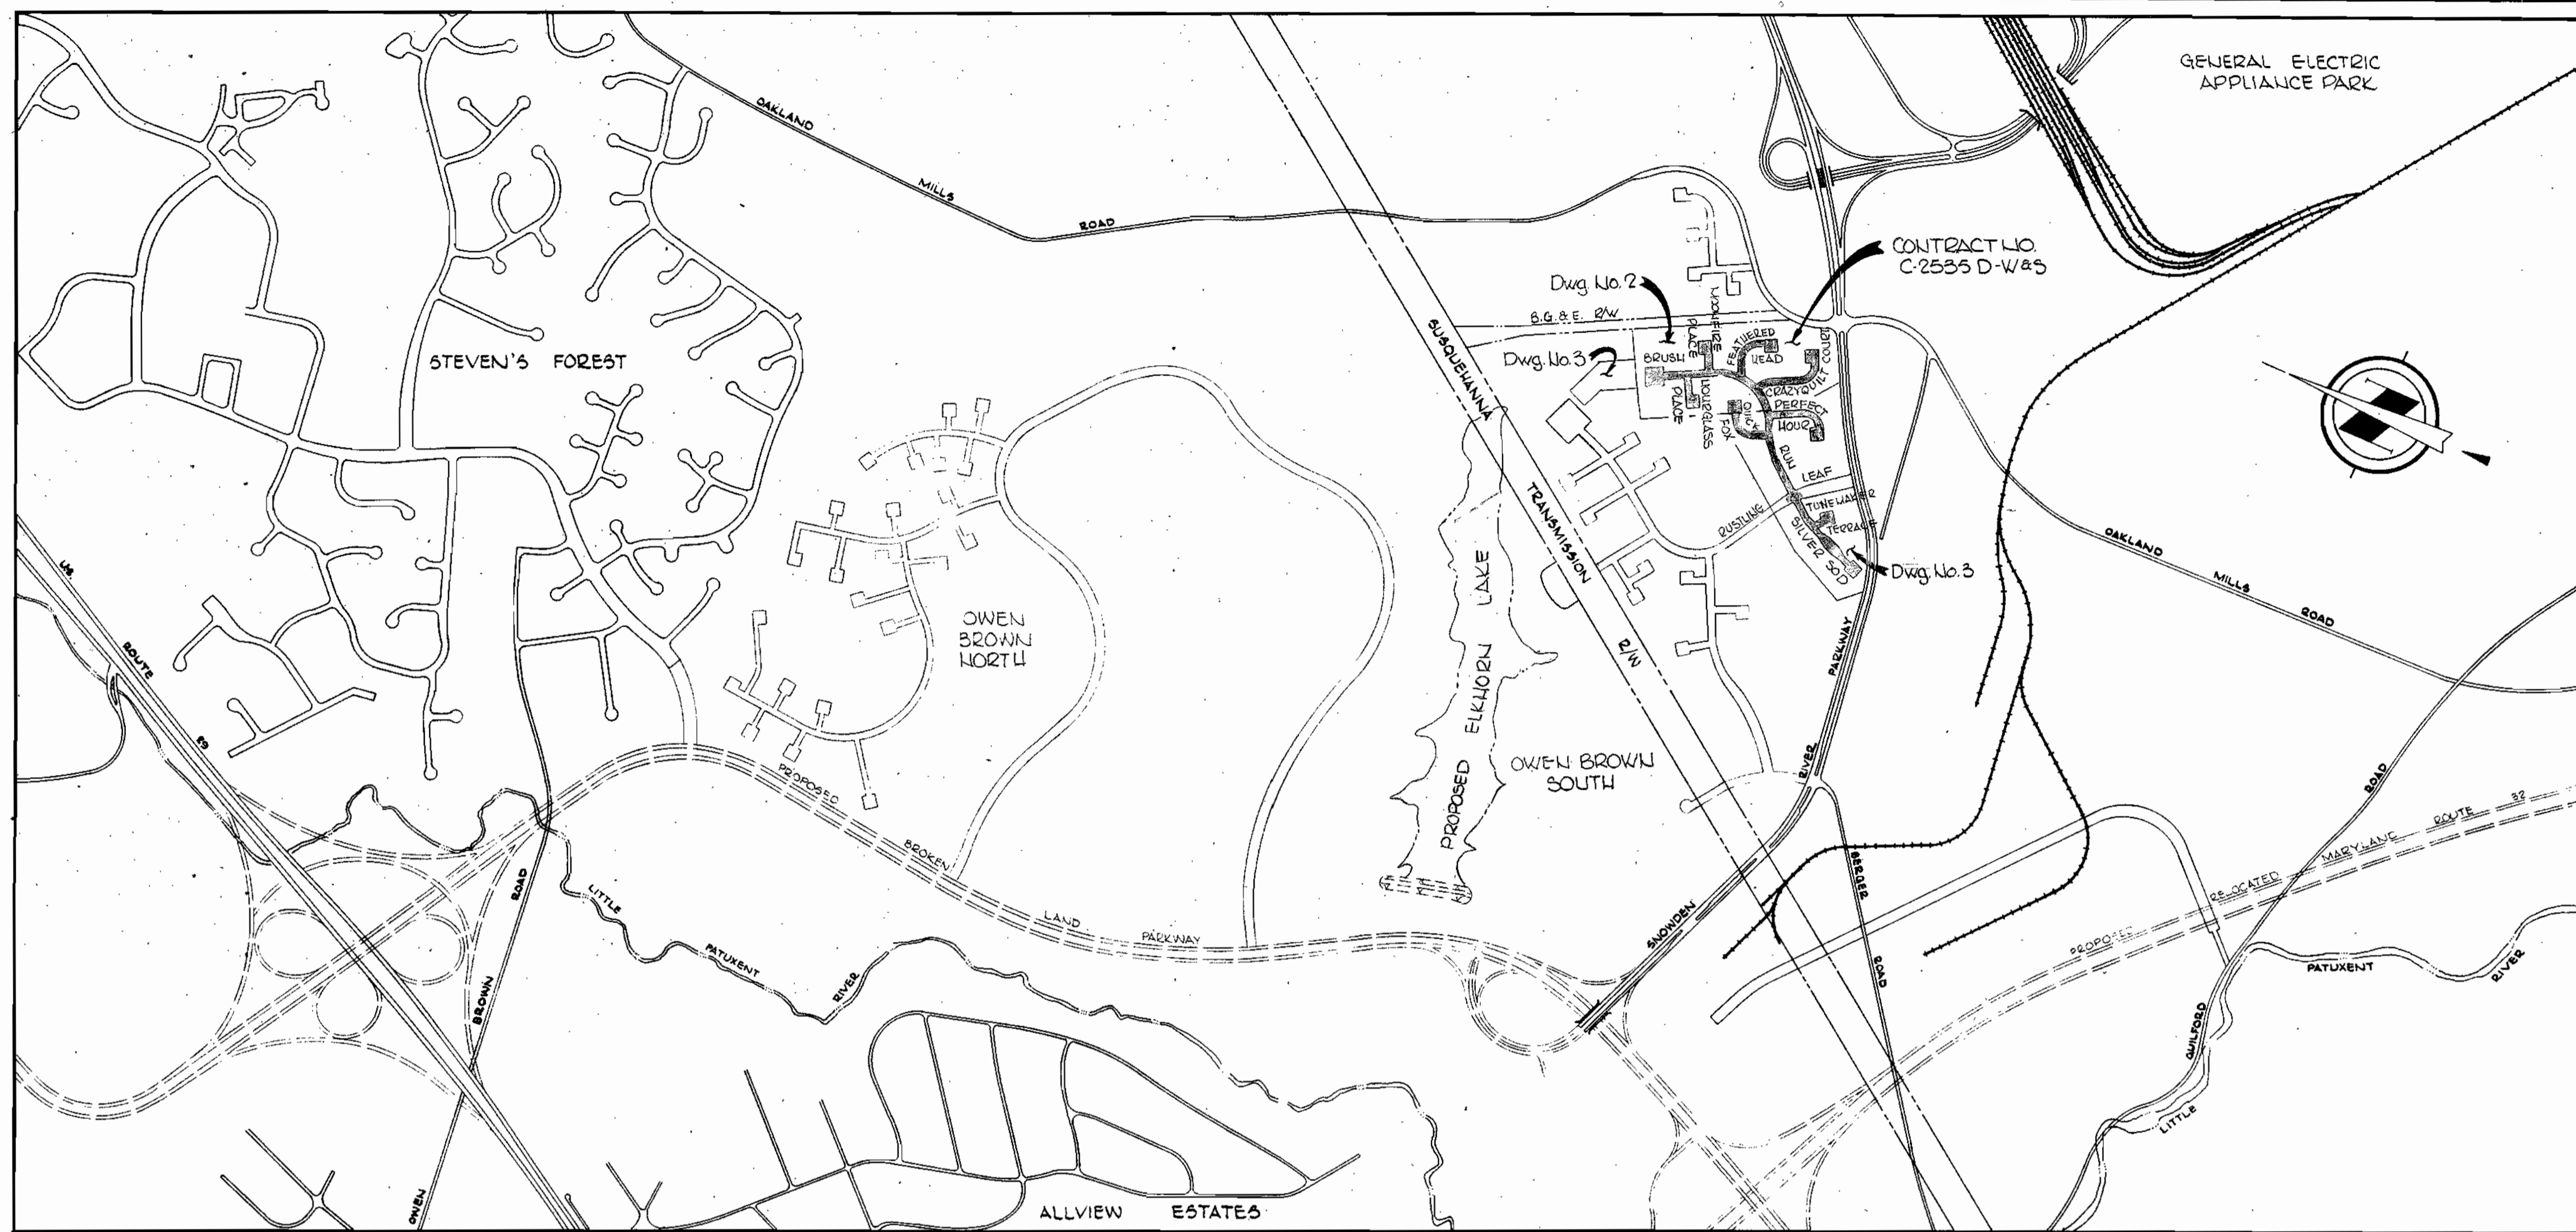 GENERAL ELECTRIC
APPLIANCE PARK
OAKLAND
MILLS
ROAD
CONTRACT NO.
C-2535 D-W&S
Dwg. No. 2
B.G. & E. R/W
Dwg. No. 3
MOONFIRE
PLACE
BRUSH
FEATHERED
HEAD
CRAZYQUILT
COURT
HOURGLASS
PLACE
PERFECT
HOUR
QUICK
FOX
RUN
LEAF
RUSTLING
TUNEMAKER
TERRACE
SILVER SOD
Dwg. No. 3
STEVEN'S FOREST
SUSQUEHANNA
TRANSMISSION
R/W
OAKLAND
MILLS
ROAD
OWEN
BROWN
NORTH
PROPOSED ELKHORN LAKE
OWEN BROWN
SOUTH
U.S.
ROUTE
29
PROPOSED
BROKEN
LAND
PARKWAY
SNOWDEN
RIVER
PARKWAY
BERGER
ROAD
PROPOSED
RELOCATED
MARYLAND
ROUTE
32
ROAD
GUILFORD
LITTLE
PATUXENT
RIVER
LITTLE
PATUXENT
RIVER
OWEN
BROWN
ROAD
ALLVIEW ESTATES